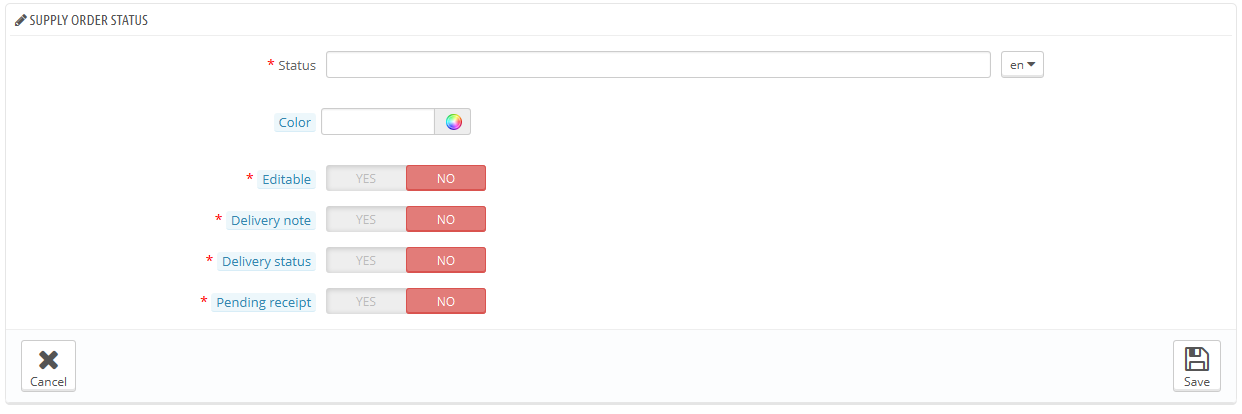 SUPPLY ORDER STATUS
* Status en
Color
* Editable YES NO
* Delivery note YES NO
* Delivery status YES NO
* Pending receipt YES NO
Cancel Save